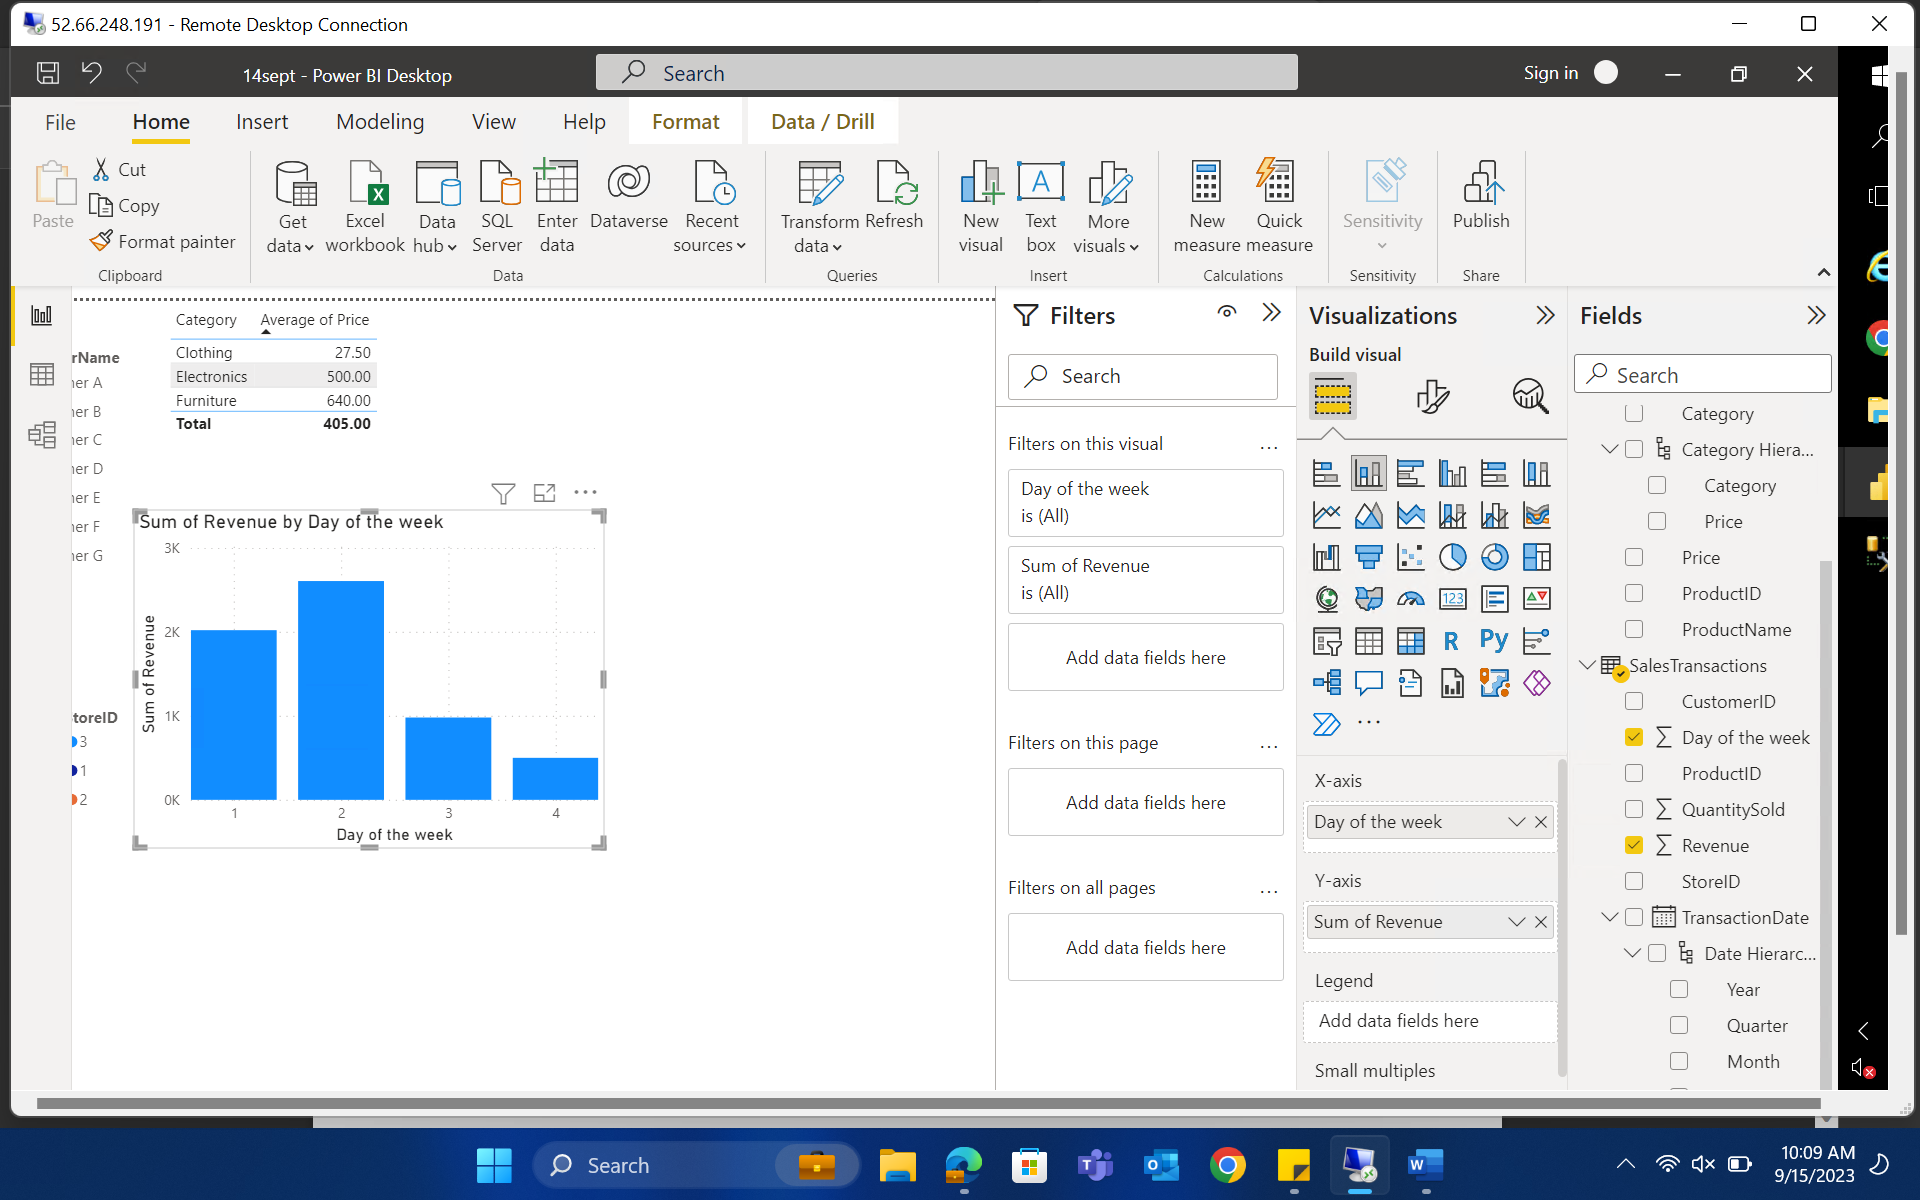 52.66.248.191 - Remote Desktop Connection
14sept - Power BI Desktop
Search
Sign in
File
Home
Insert
Modeling
View
Help
Format
Data / Drill
Paste
Cut
Copy
Format painter
Clipboard
Get
data
Excel
workbook
Data
hub
SQL
Server
Enter
data
Dataverse
Recent
sources
Data
Transform
data
Refresh
Queries
New
visual
Text
box
More
visuals
Insert
New
measure
Quick
measure
Calculations
Sensitivity
Sensitivity
Publish
Share
rName
ner A
ner B
ner C
ner D
ner E
ner F
ner G
Category Average of Price
Clothing 27.50
Electronics 500.00
Furniture 640.00
Total 405.00
Sum of Revenue by Day of the week
Sum of Revenue
3K
2K
1K
0K
1 2 3 4
Day of the week
toreID
3
1
2
Filters
Search
Filters on this visual
Day of the week
is (All)
Sum of Revenue
is (All)
Add data fields here
Filters on this page
Add data fields here
Filters on all pages
Add data fields here
Visualizations
Build visual
123
R
Py
X-axis
Day of the week
Y-axis
Sum of Revenue
Legend
Add data fields here
Small multiples
Fields
Search
Category
Category Hiera...
Category
Price
Price
ProductID
ProductName
SalesTransactions
CustomerID
Day of the week
ProductID
QuantitySold
Revenue
StoreID
TransactionDate
Date Hierarc...
Year
Quarter
Month
Search
10:09 AM
9/15/2023